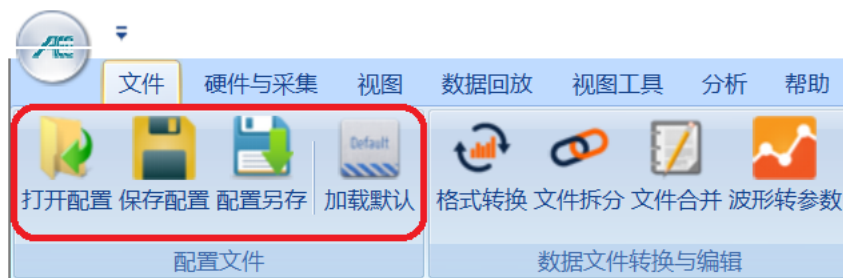 文件 硬件与采集 视图 数据回放 视图工具 分析 帮助
Default
打开配置 保存配置 配置另存 加载默认 格式转换 文件拆分 文件合并 波形转参数
配置文件 数据文件转换与编辑